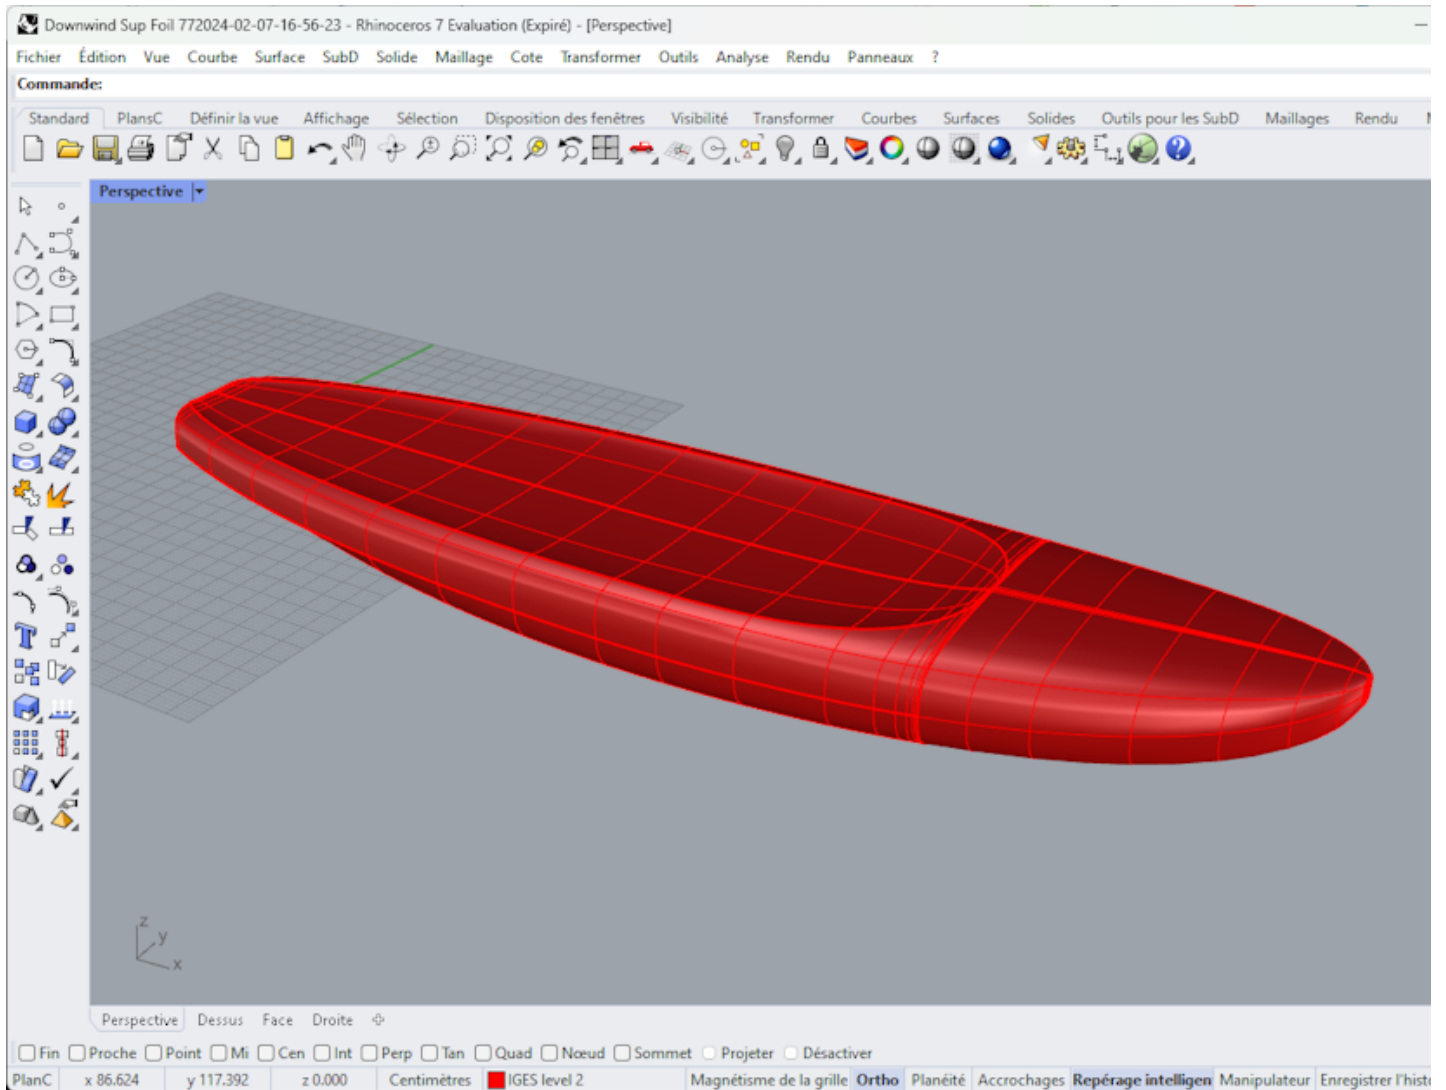 Downwind Sup Foil 772024-02-07-16-56-23 - Rhinoceros 7 Evaluation (Expiré) - [Perspective]
Fichier Édition Vue Courbe Surface SubD Solide Maillage Cote Transformer Outils Analyse Rendu Panneaux ?
Commande:
Standard PlansC Définir la vue Affichage Sélection Disposition des fenêtres Visibilité Transformer Courbes Surfaces Solides Outils pour les SubD Maillages Rendu
Perspective
z
y
x
Perspective Dessus Face Droite
Fin Proche Point Mi Cen Int Perp Tan Quad Nœud Sommet Projeter Désactiver
PlanC x 86.624 y 117.392 z 0.000 Centimètres IGES level 2 Magnétisme de la grille Ortho Planéité Accrochages Repérage intelligen Manipulateur Enregistrer l'histo